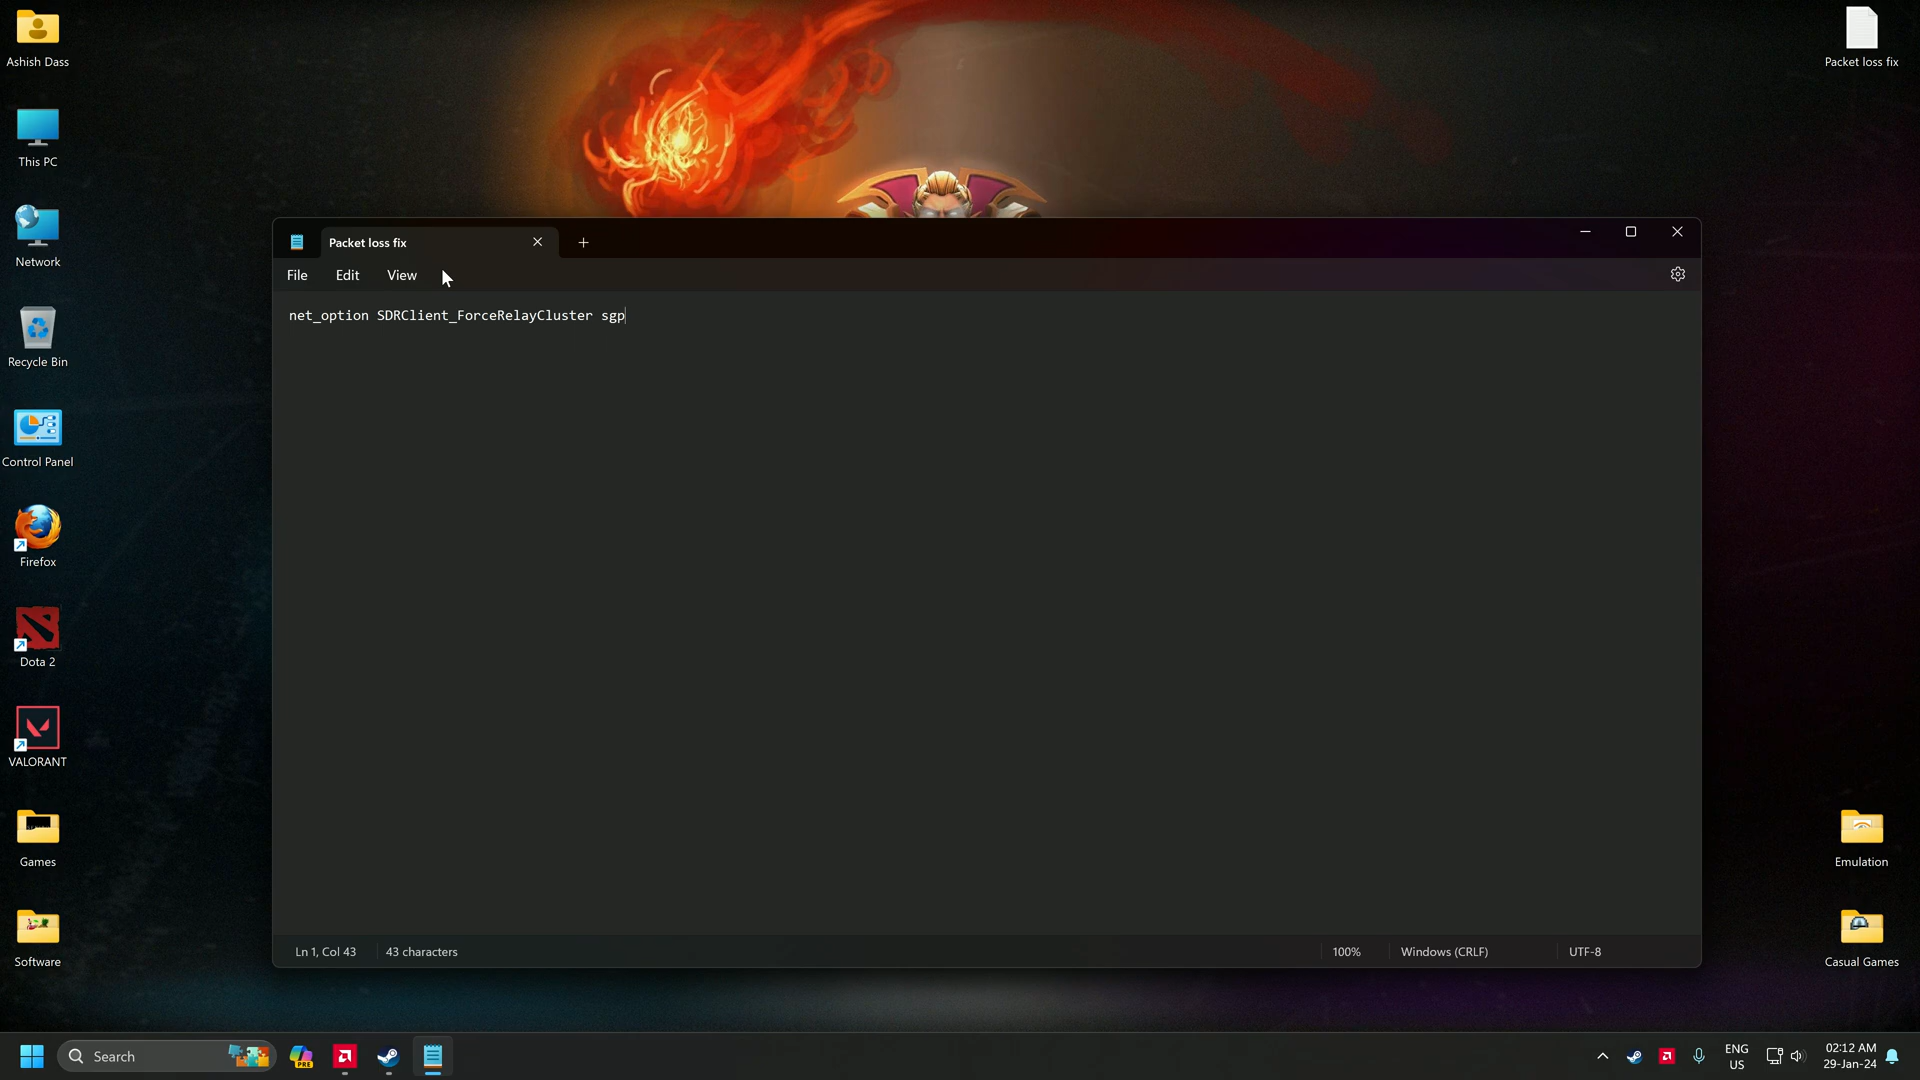 Ashish Dass
This PC
Network
Recycle Bin
Control Panel
Firefox
Dota 2
VALORANT
Games
Software
Packet loss fix
Packet loss fix
File Edit View
net_option SDRClient_ForceRelayCluster sgp
Ln 1, Col 43 43 characters 100% Windows (CRLF) UTF-8
Emulation
Casual Games
Search
PRE
ENG
US
02:12 AM
29-Jan-24